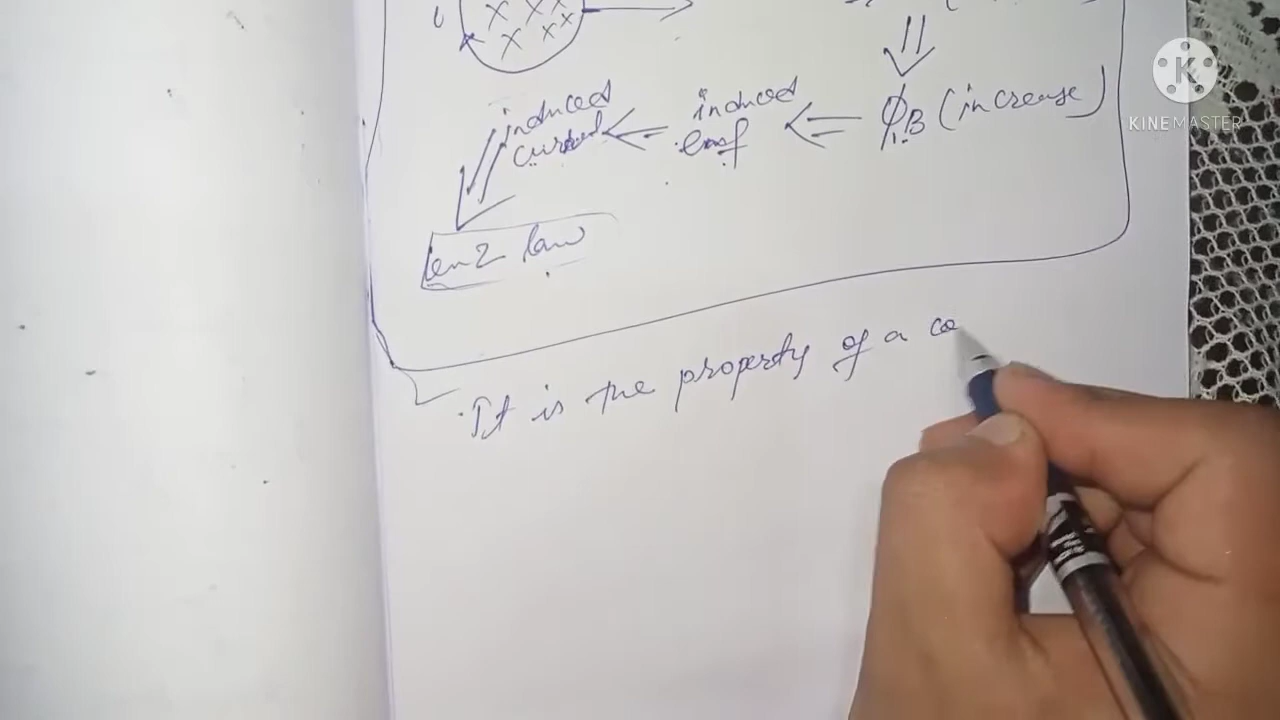 φB (increase)
induced emf
induced current
Lenz law
It is the property of a co
K
KINEMASTER